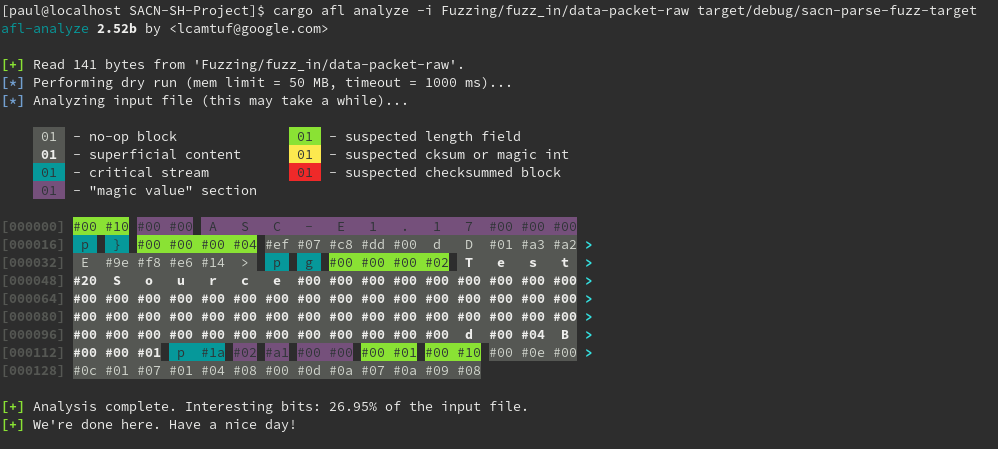 [paul@localhost SACN-SH-Project]$ cargo afl analyze -i Fuzzing/fuzz_in/data-packet-raw target/debug/sacn-parse-fuzz-target
afl-analyze 2.52b by <lcamtuf@google.com>
[+] Read 141 bytes from 'Fuzzing/fuzz_in/data-packet-raw'.
[*] Performing dry run (mem limit = 50 MB, timeout = 1000 ms)...
[*] Analyzing input file (this may take a while)...
01 - no-op block 01 - suspected length field
01 - superficial content 01 - suspected cksum or magic int
01 - critical stream 01 - suspected checksummed block
01 - "magic value" section
[000000] #00 #10 #00 #00 A S C - E 1 . 1 7 #00 #00 #00
[000016] p } #00 #00 #00 #04 #ef #07 #c8 #dd #00 d D #01 #a3 #a2 >
[000032] E #9e #f8 #e6 #14 > p g #00 #00 #00 #02 T e s t >
[000048] #20 S o u r c e #00 #00 #00 #00 #00 #00 #00 #00 #00 >
[000064] #00 #00 #00 #00 #00 #00 #00 #00 #00 #00 #00 #00 #00 #00 #00 #00 >
[000080] #00 #00 #00 #00 #00 #00 #00 #00 #00 #00 #00 #00 #00 #00 #00 #00 >
[000096] #00 #00 #00 #00 #00 #00 #00 #00 #00 #00 #00 #00 d #00 #04 B >
[000112] #00 #00 #01 p #1a #02 #a1 #00 #00 #00 #01 #00 #10 #00 #0e #00 >
[000128] #0c #01 #07 #01 #04 #08 #00 #0d #0a #07 #0a #09 #08
[+] Analysis complete. Interesting bits: 26.95% of the input file.
[+] We're done here. Have a nice day!